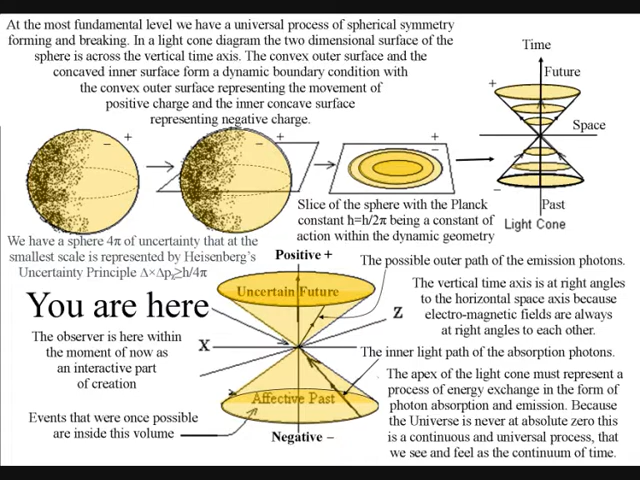 At the most fundamental level we have a universal process of spherical symmetry
forming and breaking. In a light cone diagram the two dimensional surface of the
sphere is across the vertical time axis. The convex outer surface and the
concaved inner surface form a dynamic boundary condition with
the convex outer surface representing the movement of
positive charge and the inner concave surface
representing negative charge.
Time
Future
+
Space
−
Past
Light Cone
− +
− +
+
−
Slice of the sphere with the Planck
constant h=h/2π being a constant of
action within the dynamic geometry
We have a sphere 4π of uncertainty that at the
smallest scale is represented by Heisenberg's
Uncertainty Principle Δ×Δpₓ≥h/4π
Positive +
Uncertain Future
You are here
The observer is here within
the moment of now as
an interactive part
of creation
X
Z
Affective Past
Events that were once possible
are inside this volume
Negative −
The possible outer path of the emission photons.
The vertical time axis is at right angles
to the horizontal space axis because
electro-magnetic fields are always
at right angles to each other.
The inner light path of the absorption photons.
The apex of the light cone must represent a
process of energy exchange in the form of
photon absorption and emission. Because
the Universe is never at absolute zero this
is a continuous and universal process, that
we see and feel as the continuum of time.